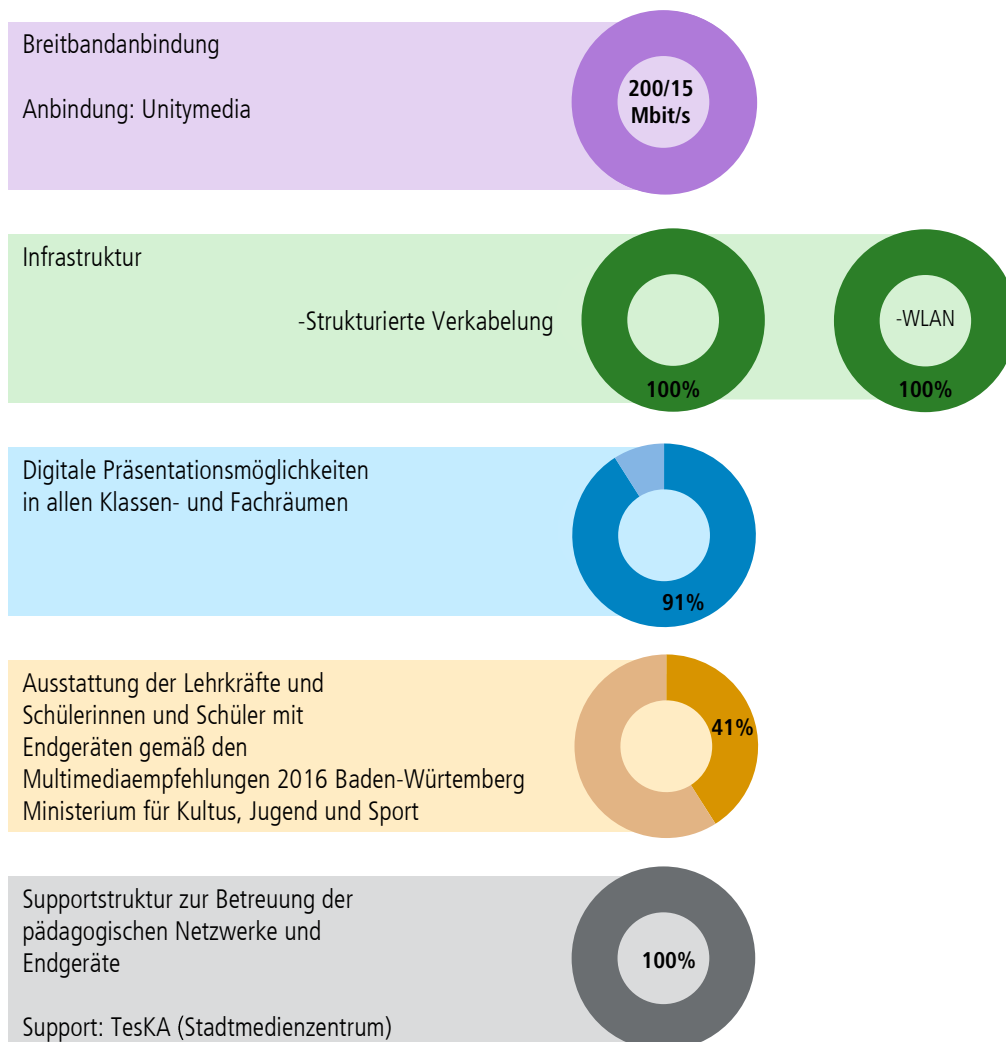 Breitbandanbindung
Anbindung: Unitymedia
200/15
Mbit/s
Infrastruktur
-Strukturierte Verkabelung
100%
-WLAN
100%
Digitale Präsentationsmöglichkeiten
in allen Klassen- und Fachräumen
91%
Ausstattung der Lehrkräfte und
Schülerinnen und Schüler mit
Endgeräten gemäß den
Multimediaempfehlungen 2016 Baden-Würtemberg
Ministerium für Kultus, Jugend und Sport
41%
Supportstruktur zur Betreuung der
pädagogischen Netzwerke und
Endgeräte
Support: TesKA (Stadtmedienzentrum)
100%